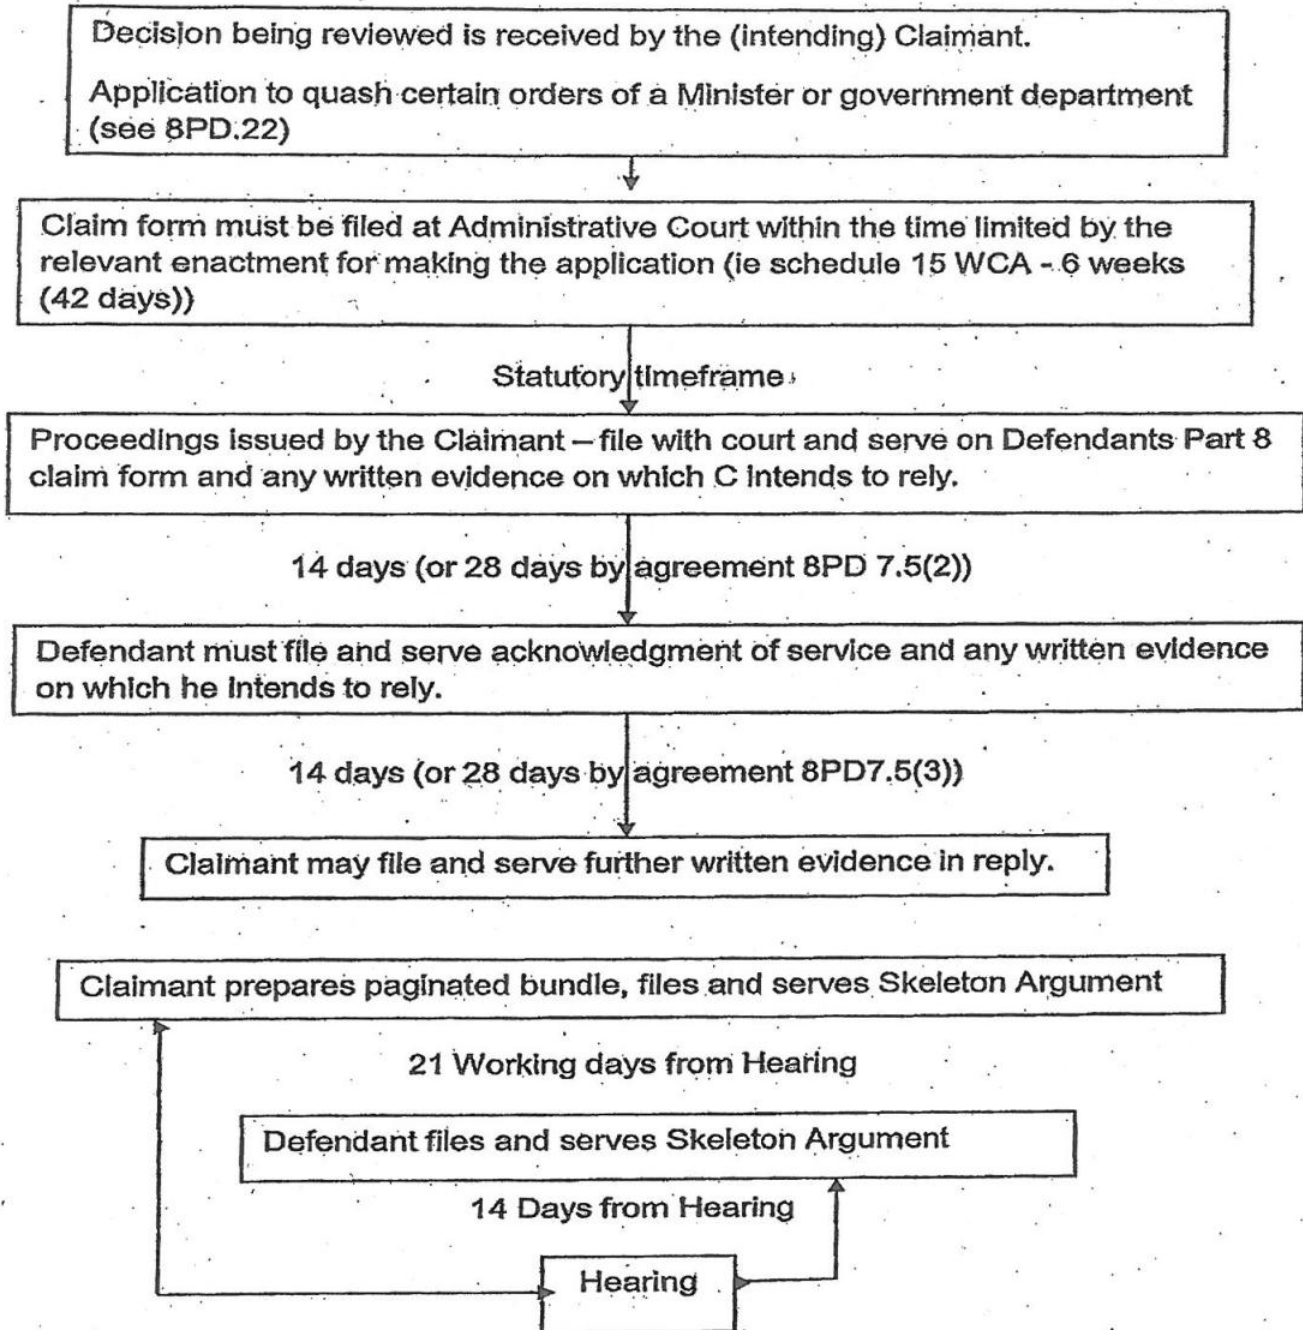 Decision being reviewed is received by the (intending) Claimant.
Application to quash certain orders of a Minister or government department
(see 8PD.22)
Claim form must be filed at Administrative Court within the time limited by the
relevant enactment for making the application (ie schedule 15 WCA - 6 weeks
(42 days))
Statutory timeframe
Proceedings issued by the Claimant – file with court and serve on Defendants Part 8
claim form and any written evidence on which C intends to rely.
14 days (or 28 days by agreement 8PD 7.5(2))
Defendant must file and serve acknowledgment of service and any written evidence
on which he intends to rely.
14 days (or 28 days by agreement 8PD7.5(3))
Claimant may file and serve further written evidence in reply.
Claimant prepares paginated bundle, files and serves Skeleton Argument
21 Working days from Hearing
Defendant files and serves Skeleton Argument
14 Days from Hearing
Hearing